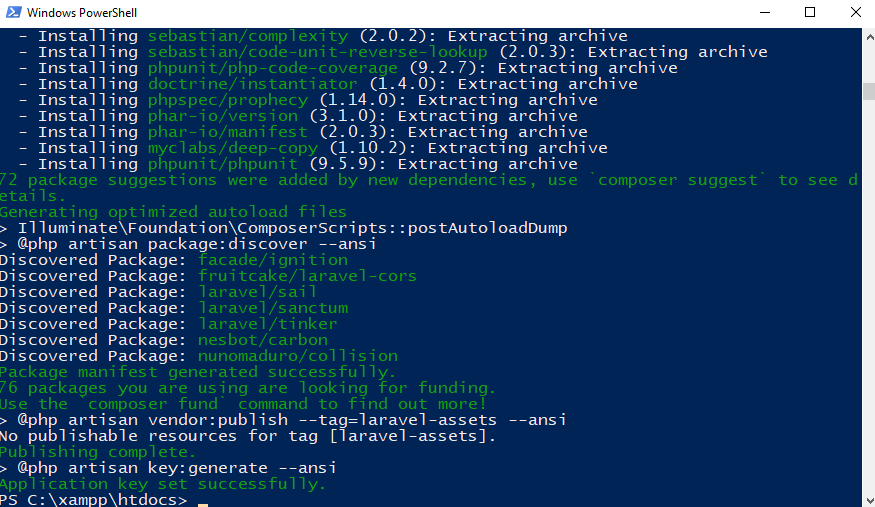 Windows PowerShell
- Installing sebastian/complexity (2.0.2): Extracting archive
- Installing sebastian/code-unit-reverse-lookup (2.0.3): Extracting archive
- Installing phpunit/php-code-coverage (9.2.7): Extracting archive
- Installing doctrine/instantiator (1.4.0): Extracting archive
- Installing phpspec/prophecy (1.14.0): Extracting archive
- Installing phar-io/version (3.1.0): Extracting archive
- Installing phar-io/manifest (2.0.3): Extracting archive
- Installing myclabs/deep-copy (1.10.2): Extracting archive
- Installing phpunit/phpunit (9.5.9): Extracting archive
72 package suggestions were added by new dependencies, use `composer suggest` to see d
etails.
Generating optimized autoload files
> Illuminate\Foundation\ComposerScripts::postAutoloadDump
> @php artisan package:discover --ansi
Discovered Package: facade/ignition
Discovered Package: fruitcake/laravel-cors
Discovered Package: laravel/sail
Discovered Package: laravel/sanctum
Discovered Package: laravel/tinker
Discovered Package: nesbot/carbon
Discovered Package: nunomaduro/collision
Package manifest generated successfully.
76 packages you are using are looking for funding.
Use the `composer fund` command to find out more!
> @php artisan vendor:publish --tag=laravel-assets --ansi
No publishable resources for tag [laravel-assets].
Publishing complete.
> @php artisan key:generate --ansi
Application key set successfully.
PS C:\xampp\htdocs>